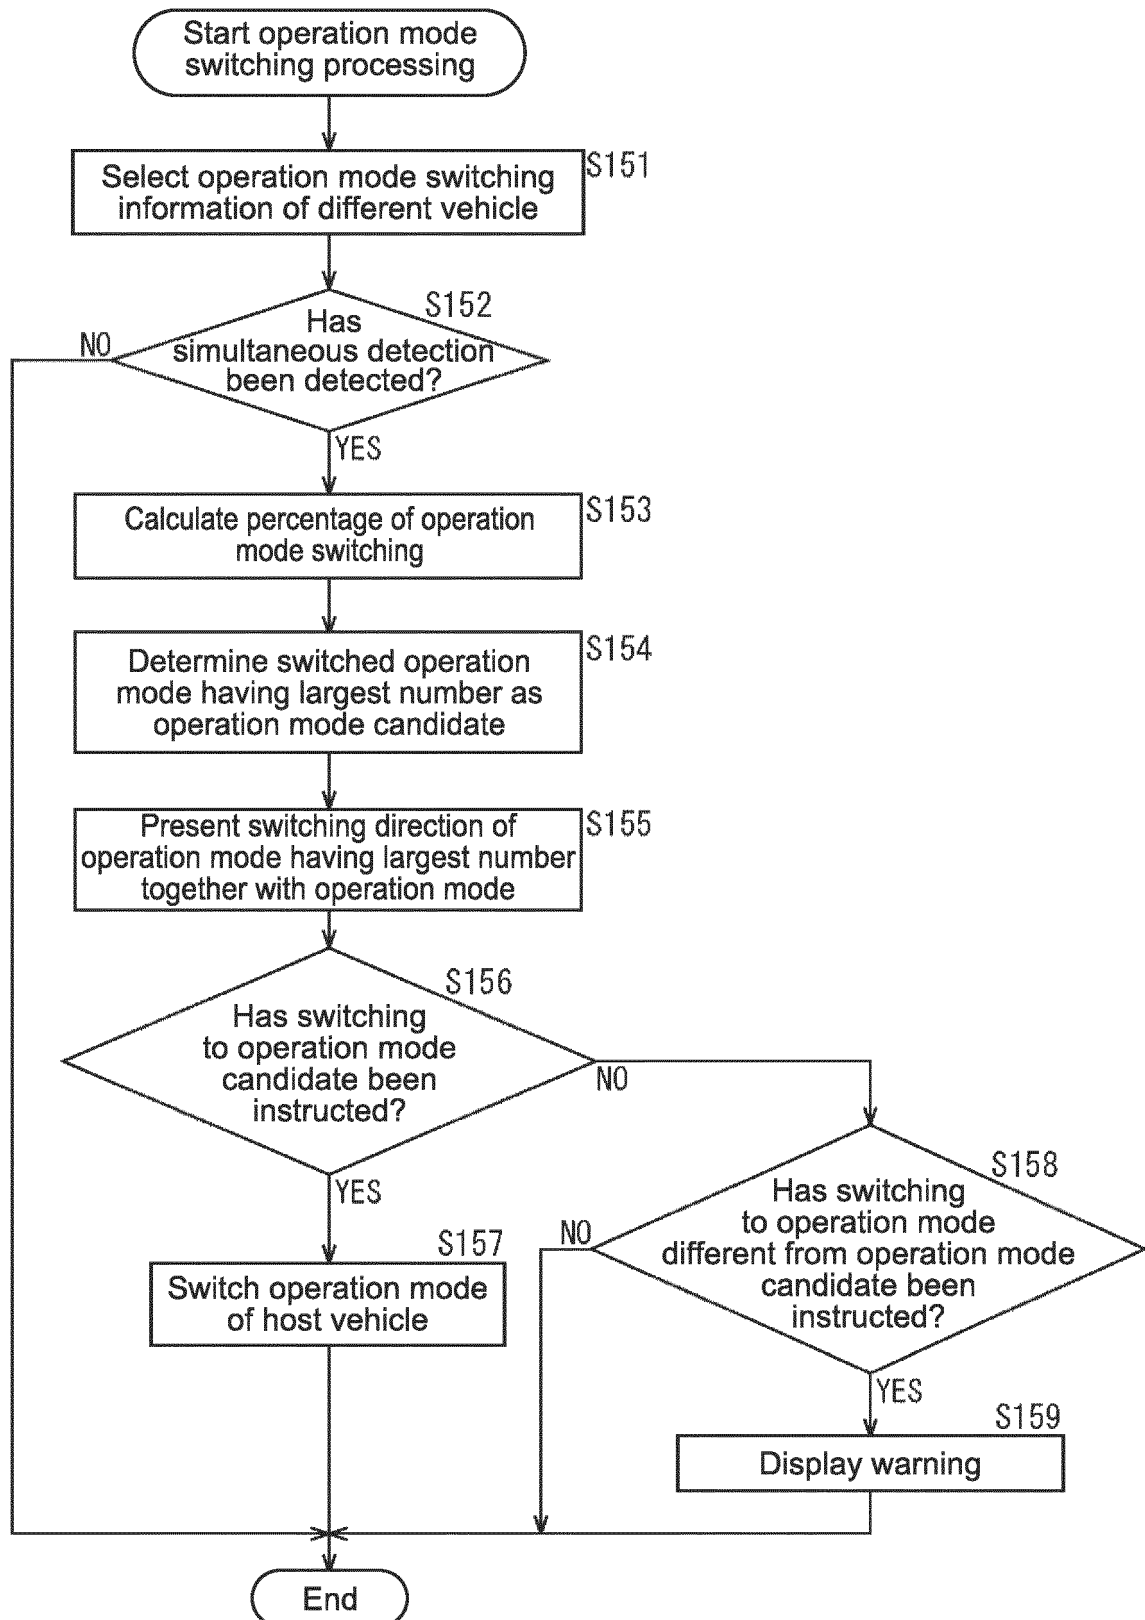 Start operation mode
switching processing
S151
Select operation mode switching
information of different vehicle
S152
Has
simultaneous detection
been detected?
NO
YES
S153
Calculate percentage of operation
mode switching
S154
Determine switched operation
mode having largest number as
operation mode candidate
S155
Present switching direction of
operation mode having largest number
together with operation mode
S156
Has switching
to operation mode
candidate been
instructed?
NO
YES
S157
Switch operation mode
of host vehicle
S158
Has switching
to operation mode
different from operation mode
candidate been
instructed?
NO
YES
S159
Display warning
End